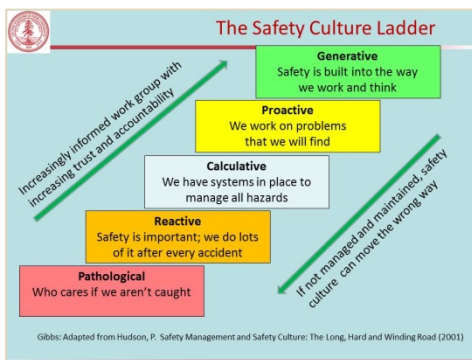 The Safety Culture Ladder
Generative
Safety is built into the way
we work and think
Increasingly informed work group with
increasing trust and accountability
Proactive
We work on problems
that we will find
Calculative
We have systems in place to
manage all hazards
Reactive
Safety is important; we do lots
of it after every accident
If not managed and maintained, safety
culture can move the wrong way
Pathological
Who cares if we aren't caught
Gibbs: Adapted from Hudson, P. Safety Management and Safety Culture: The Long, Hard and Winding Road (2001)